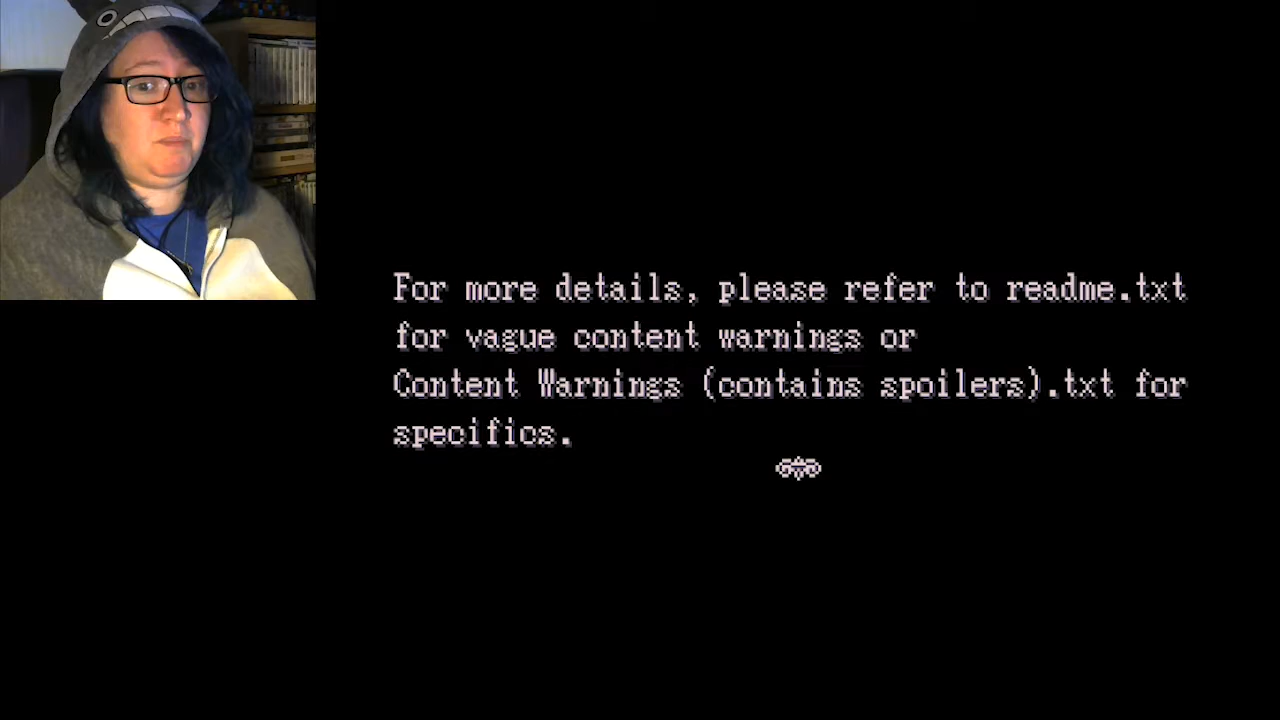 For more details, please refer to readme.txt
for vague content warnings or
Content Warnings (contains spoilers).txt for
specifics.